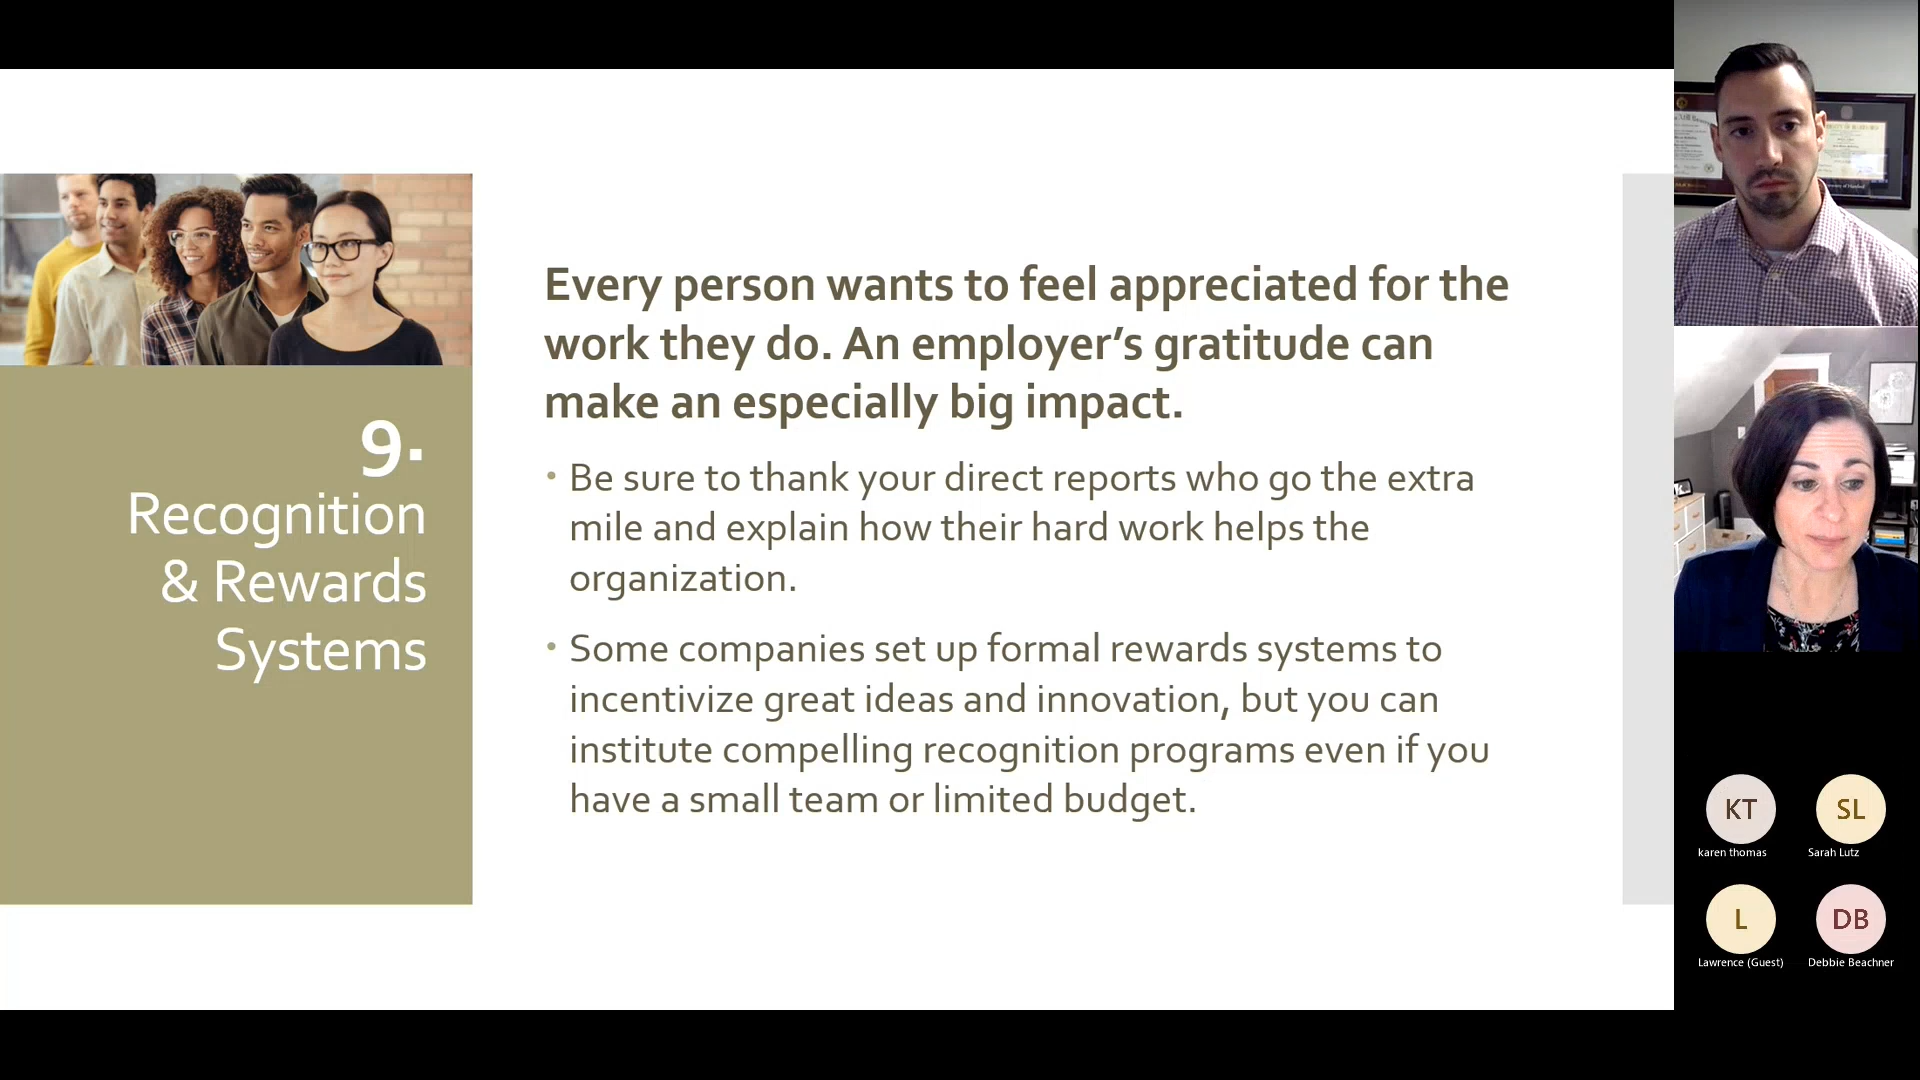 9.
Recognition
& Rewards
Systems
Every person wants to feel appreciated for the
work they do. An employer’s gratitude can
make an especially big impact.
• Be sure to thank your direct reports who go the extra
mile and explain how their hard work helps the
organization.
• Some companies set up formal rewards systems to
incentivize great ideas and innovation, but you can
institute compelling recognition programs even if you
have a small team or limited budget.
KT
karen thomas
SL
Sarah Lutz
L
Lawrence (Guest)
DB
Debbie Beachner